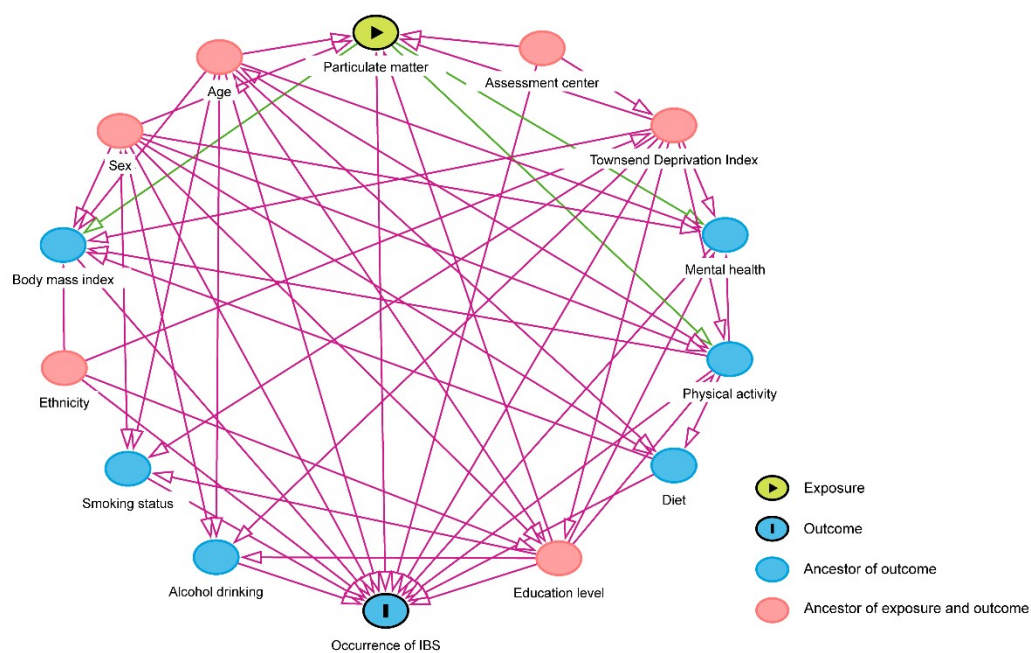 Particulate matter
Assessment center
Age
Townsend Deprivation Index
Sex
Mental health
Body mass index
Physical activity
Ethnicity
Smoking status
Diet
Alcohol drinking
Education level
Occurrence of IBS
Exposure
Outcome
Ancestor of outcome
Ancestor of exposure and outcome